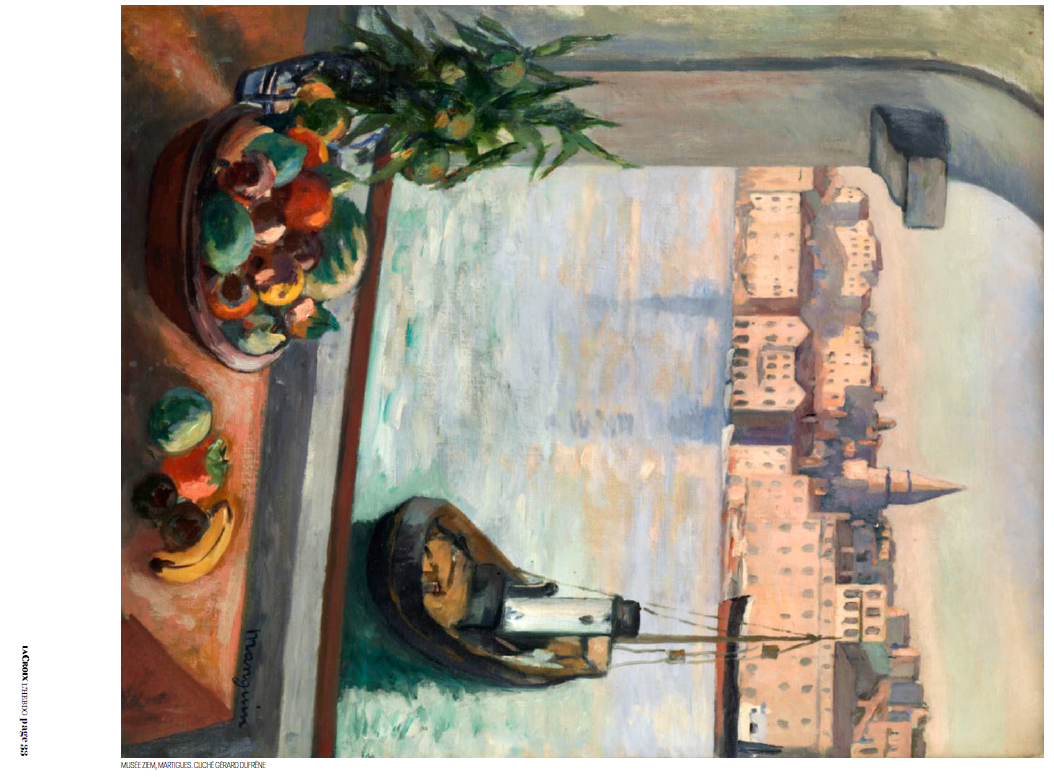 Manguin
LA CROIX L'HEBDO Page 33
MUSÉE ZIEM, MARTIGUES. CLICHÉ GÉRARD DUFRÊNE